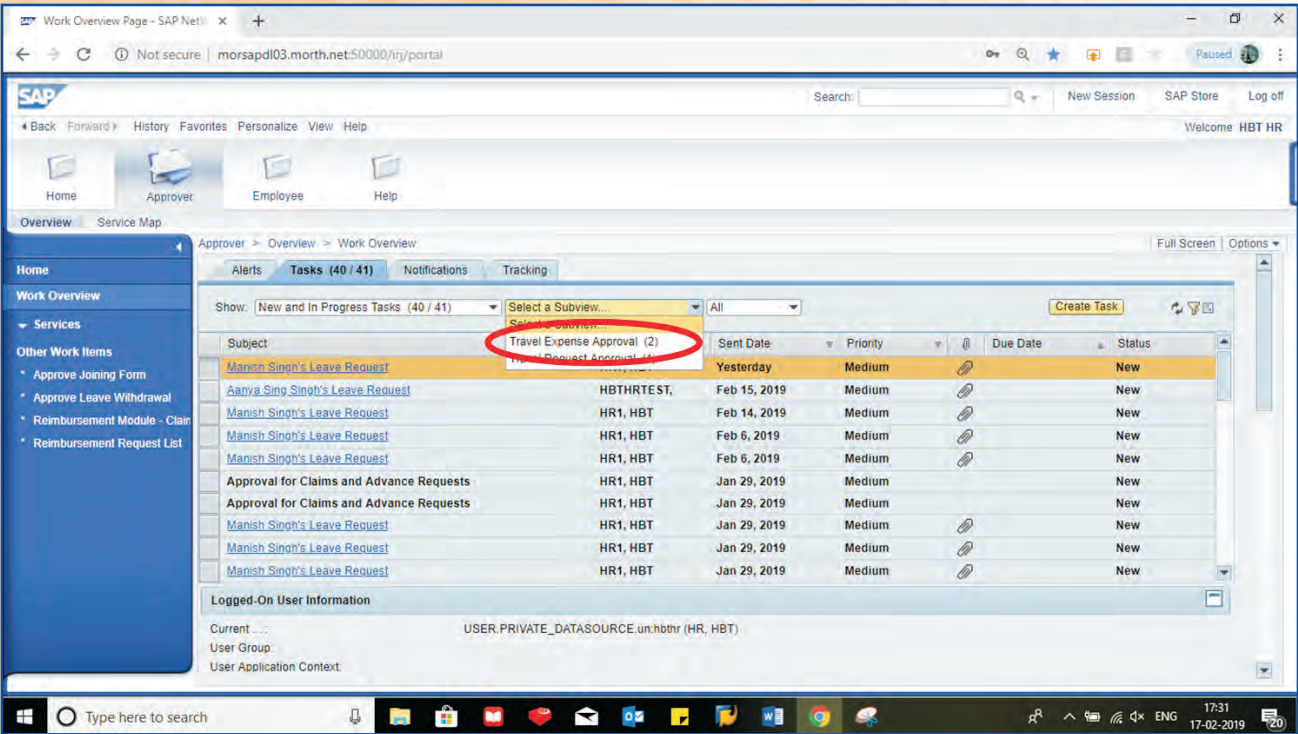 Work Overview Page - SAP Net
Not secure | morsapdl03.morth.net:50000/irj/portal
Paused
SAP
Search:
New Session SAP Store Log off
Back Forward History Favorites Personalize View Help
Welcome HBT HR
Home Approver Employee Help
Overview Service Map
Approver > Overview > Work Overview
Full Screen | Options
Home
Work Overview
Services
Other Work Items
• Approve Joining Form
• Approve Leave Withdrawal
• Reimbursement Module - Claim
• Reimbursement Request List
Alerts Tasks (40 / 41) Notifications Tracking
Show: New and In Progress Tasks (40 / 41) Select a Subview... All Create Task
Select a Subview...
Travel Expense Approval (2)
Travel Request Approval
Subject Sent Date Priority Due Date Status
Manish Singh's Leave Request Yesterday Medium New
Aanya Sing Singh's Leave Request HBTHRTEST, Feb 15, 2019 Medium New
Manish Singh's Leave Request HR1, HBT Feb 14, 2019 Medium New
Manish Singh's Leave Request HR1, HBT Feb 6, 2019 Medium New
Manish Singh's Leave Request HR1, HBT Feb 6, 2019 Medium New
Approval for Claims and Advance Requests HR1, HBT Jan 29, 2019 Medium New
Approval for Claims and Advance Requests HR1, HBT Jan 29, 2019 Medium New
Manish Singh's Leave Request HR1, HBT Jan 29, 2019 Medium New
Manish Singh's Leave Request HR1, HBT Jan 29, 2019 Medium New
Manish Singh's Leave Request HR1, HBT Jan 29, 2019 Medium New
Logged-On User Information
Current ...: USER.PRIVATE_DATASOURCE.un:hbthr (HR, HBT)
User Group:
User Application Context:
Type here to search
ENG
17:31
17-02-2019
20